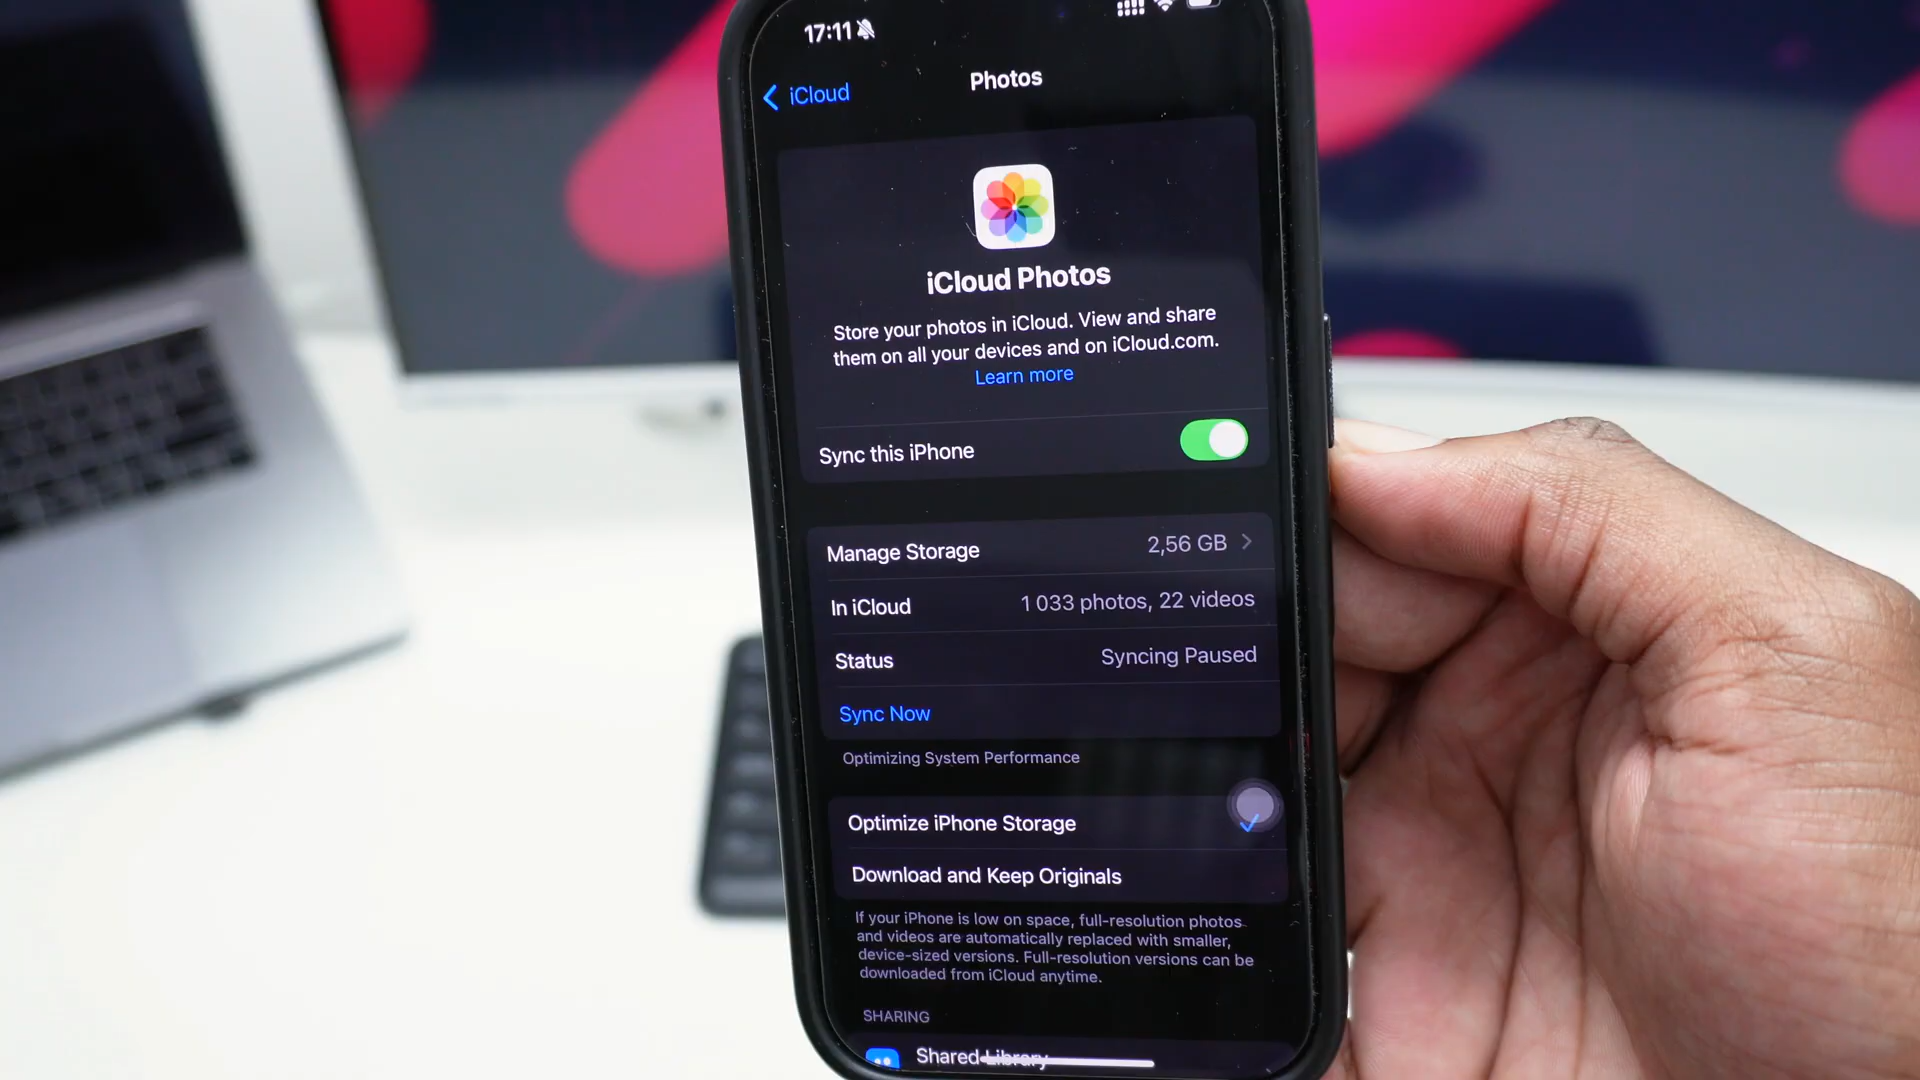 17:11
iCloud
Photos
iCloud Photos
Store your photos in iCloud. View and share
them on all your devices and on iCloud.com.
Learn more
Sync this iPhone
Manage Storage 2,56 GB
In iCloud 1 033 photos, 22 videos
Status Syncing Paused
Sync Now
Optimizing System Performance
Optimize iPhone Storage
Download and Keep Originals
If your iPhone is low on space, full-resolution photos
and videos are automatically replaced with smaller,
device-sized versions. Full-resolution versions can be
downloaded from iCloud anytime.
SHARING
Shared Library